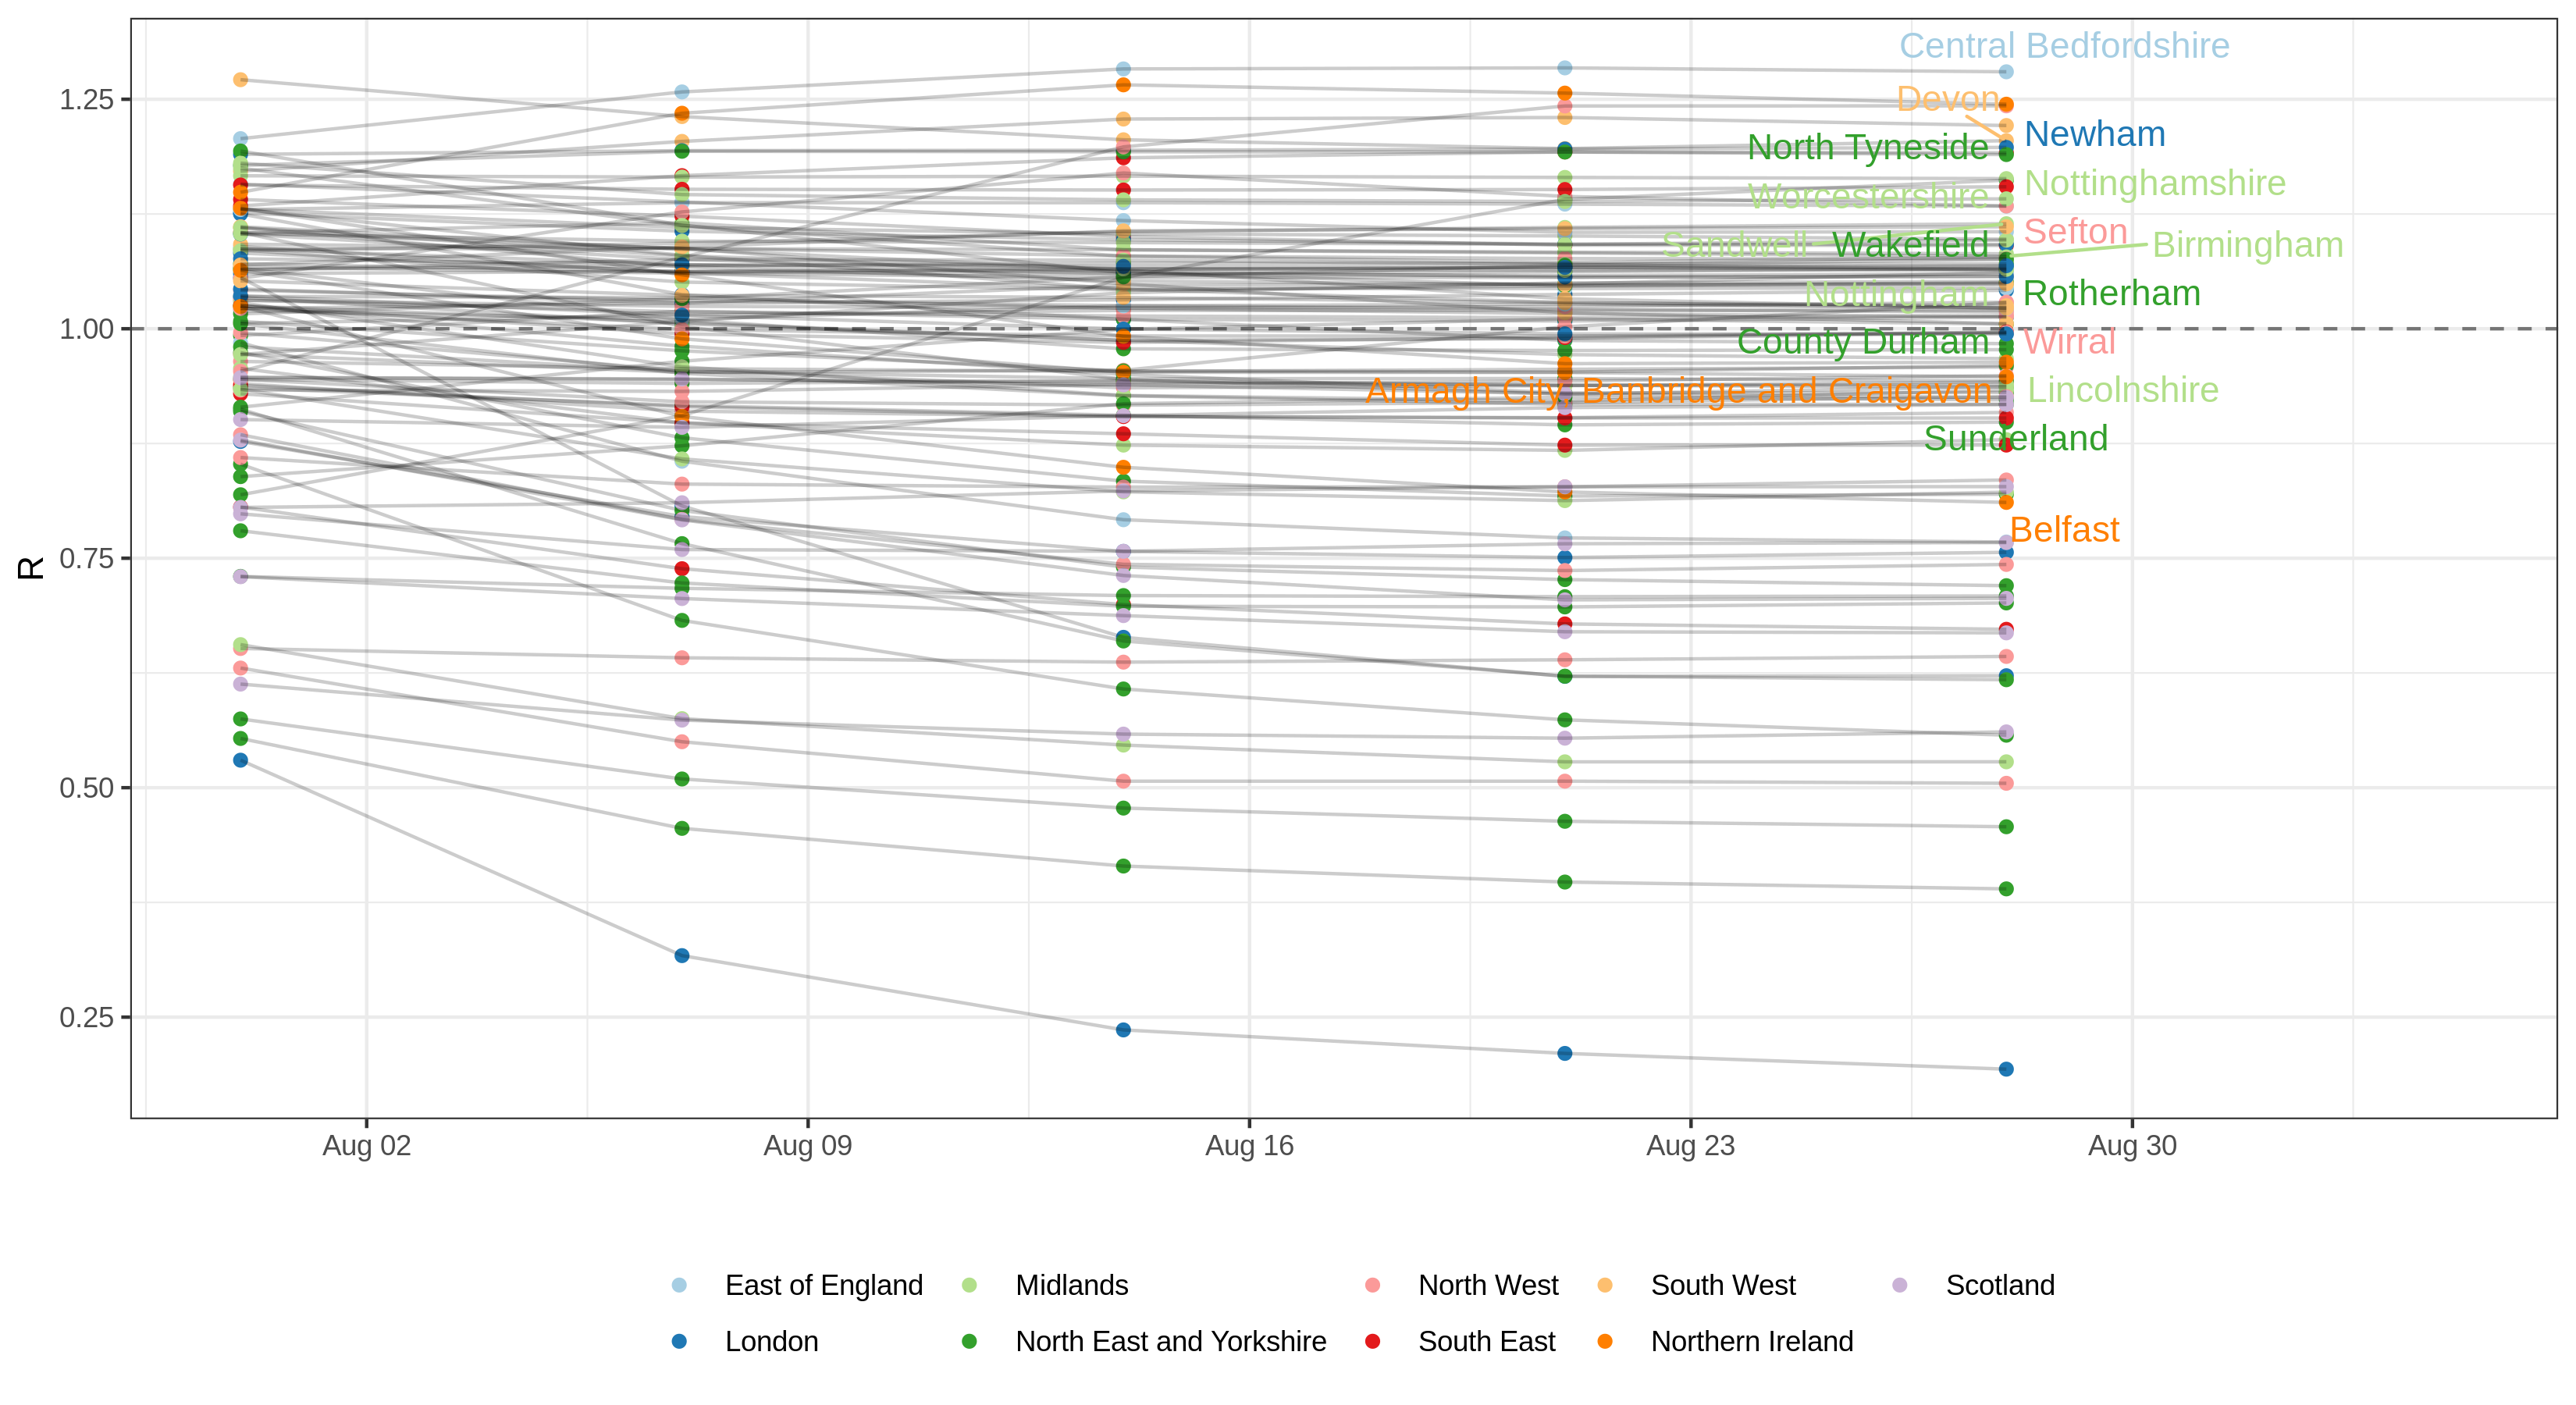 Central Bedfordshire
1.25
Devon
Newham
North Tyneside
Nottinghamshire
Worcestershire
Sefton
Sandwell
Wakefield
Birmingham
Nottingham
Rotherham
1.00
County Durham
Wirral
Armagh City, Banbridge and Craigavon
Lincolnshire
Sunderland
Belfast
0.75
R
0.50
0.25
Aug 02 Aug 09 Aug 16 Aug 23 Aug 30
East of England Midlands North West South West Scotland
London North East and Yorkshire South East Northern Ireland